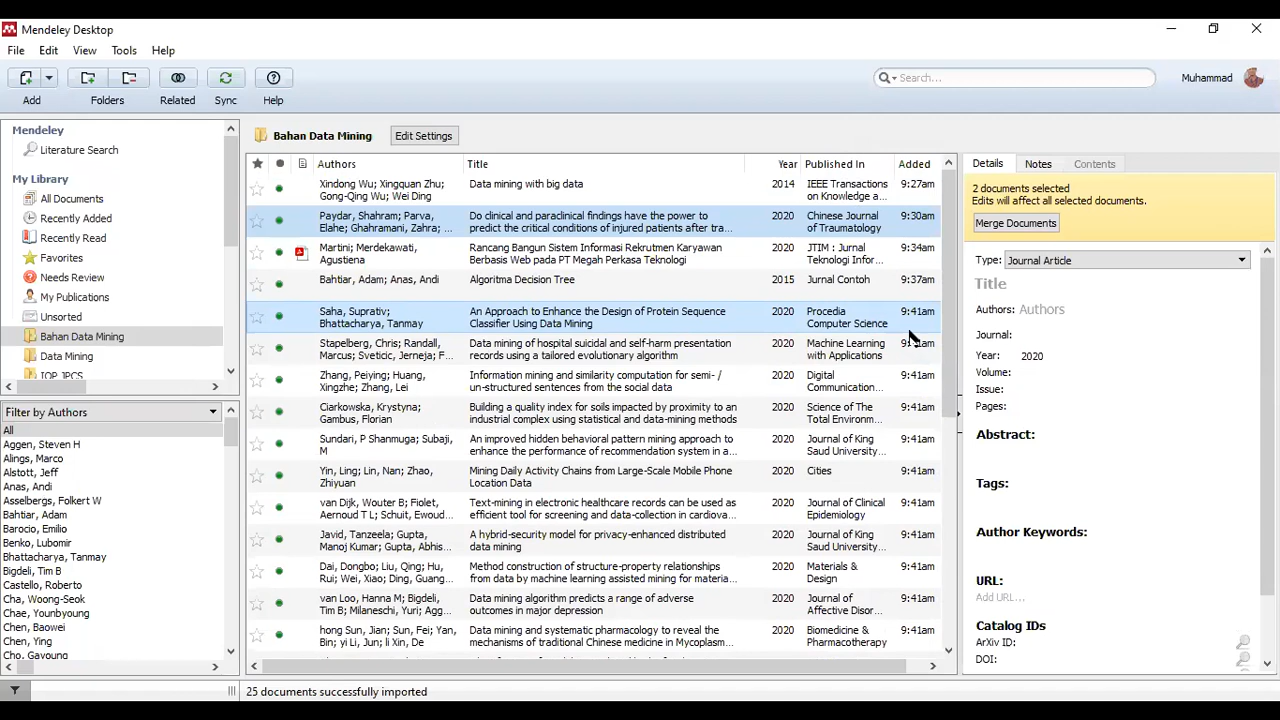 Mendeley Desktop
File Edit View Tools Help
Search...
Muhammad
Add Folders Related Sync Help
Mendeley
Literature Search
My Library
All Documents
Recently Added
Recently Read
Favorites
Needs Review
My Publications
Unsorted
Bahan Data Mining
Data Mining
IOP JPCS
Filter by Authors
All
Aggen, Steven H
Alings, Marco
Alstott, Jeff
Anas, Andi
Asselbergs, Folkert W
Bahtiar, Adam
Barocio, Emilio
Benko, Lubomir
Bhattacharya, Tanmay
Bigdeli, Tim B
Castello, Roberto
Cha, Woong-Seok
Chae, Younbyoung
Chen, Baowei
Chen, Ying
Cho, Gayoung
Bahan Data Mining Edit Settings
Authors Title Year Published In Added
Xindong Wu; Xingquan Zhu; Data mining with big data 2014 IEEE Transactions 9:27am
Gong-Qing Wu; Wei Ding on Knowledge a...
Paydar, Shahram; Parva, Do clinical and paraclinical findings have the power to 2020 Chinese Journal 9:30am
Elahe; Ghahramani, Zahra; ... predict the critical conditions of injured patients after tra... of Traumatology
Martini; Merdekawati, Rancang Bangun Sistem Informasi Rekrutmen Karyawan 2020 JTIM : Jurnal 9:34am
Agustiena Berbasis Web pada PT Megah Perkasa Teknologi Teknologi Infor...
Bahtiar, Adam; Anas, Andi Algoritma Decision Tree 2015 Jurnal Contoh 9:37am
Saha, Suprativ; An Approach to Enhance the Design of Protein Sequence 2020 Procedia 9:41am
Bhattacharya, Tanmay Classifier Using Data Mining Computer Science
Stapelberg, Chris; Randall, Data mining of hospital suicidal and self-harm presentation 2020 Machine Learning
Marcus; Sveticic, Jerneja; F... records using a tailored evolutionary algorithm with Applications
Zhang, Peiying; Huang, Information mining and similarity computation for semi- / 2020 Digital 9:41am
Xingzhe; Zhang, Lei un-structured sentences from the social data Communication...
Ciarkowska, Krystyna; Building a quality index for soils impacted by proximity to an 2020 Science of The 9:41am
Gambus, Florian industrial complex using statistical and data-mining methods Total Environm...
Sundari, P Shanmuga; Subaji, An improved hidden behavioral pattern mining approach to 2020 Journal of King 9:41am
M enhance the performance of recommendation system in a... Saud University...
Ying, Ling; Lin, Nan; Zhao, Mining Daily Activity Chains from Large-Scale Mobile Phone 2020 Cities 9:41am
Zhiyuan Location Data
van Dijk, Wouter B; Fiolet, Text-mining in electronic healthcare records can be used as 2020 Journal of Clinical 9:41am
Aernoud T L; Schuit, Ewoud... efficient tool for screening and data-collection in cardiova... Epidemiology
Javid, Tanzeela; Gupta, A hybrid-security model for privacy-enhanced distributed 2020 Journal of King 9:41am
Manoj Kumar; Gupta, Abhis... data mining Saud University...
Dai, Dongbo; Liu, Qing; Hu, Method construction of structure-property relationships 2020 Materials & 9:41am
Rui; Wei, Xiao; Ding, Guang... from data by machine learning assisted mining for materia... Design
van Loo, Hanna M; Bigdeli, Data mining algorithm predicts a range of adverse 2020 Journal of 9:41am
Tim B; Milaneschi, Yuri; Agg... outcomes in major depression Affective Disor...
hong Sun, Jian; Sun, Fei; Yan, Data mining and systematic pharmacology to reveal the 2020 Biomedicine & 9:41am
Bin; yi Li, Jun; li Xin, De mechanisms of traditional Chinese medicine in Mycoplasm... Pharmacotherapy
Details Notes Contents
2 documents selected
Edits will affect all selected documents.
Merge Documents
Type: Journal Article
Title
Authors: Authors
Journal:
Year: 2020
Volume:
Issue:
Pages:
Abstract:
Tags:
Author Keywords:
URL:
Add URL...
Catalog IDs
ArXiv ID:
DOI:
25 documents successfully imported